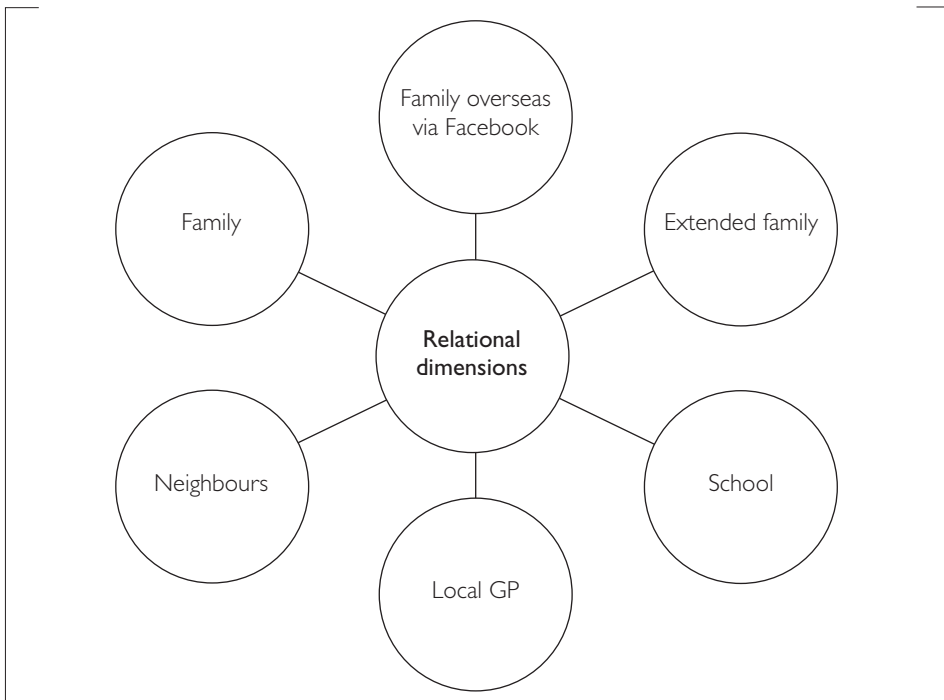 Family overseas
via Facebook
Family
Extended family
Relational
dimensions
Neighbours
School
Local GP